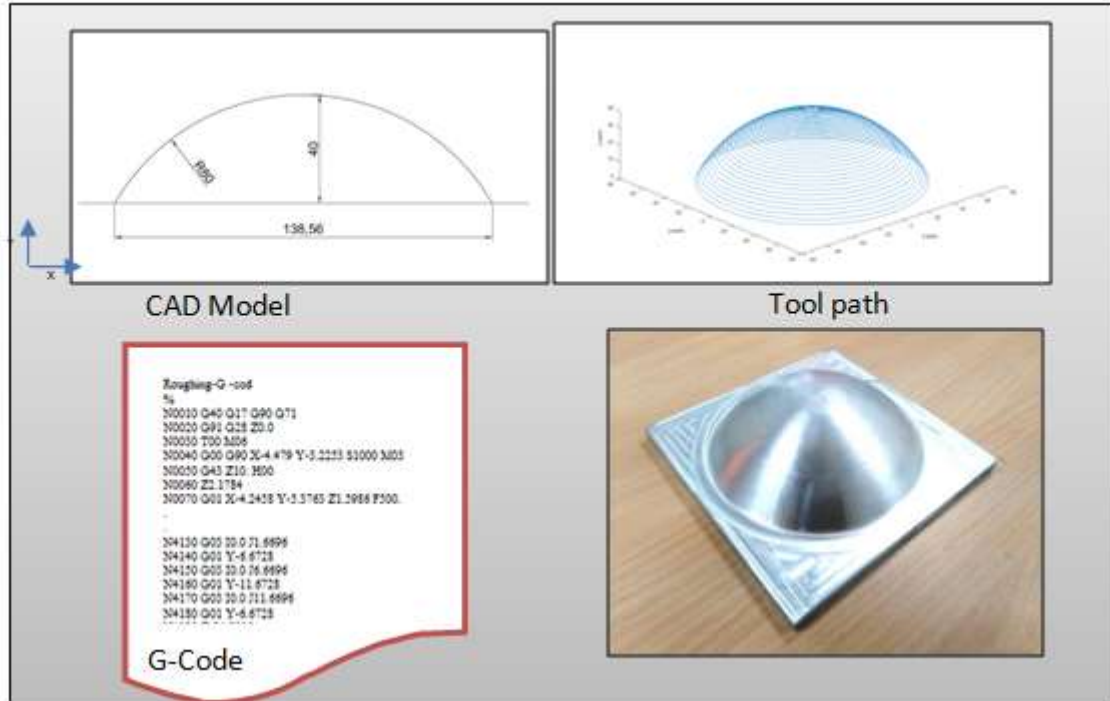 R80
40
138,56
x
CAD Model
Tool path
Roughing-G -cod
%
N0010 G40 G17 G90 G71
N0020 G91 G28 Z0.0
N0030 T00 M06
N0040 G00 G90 X-4.479 Y-3.2253 S1000 M03
N0050 G43 Z10. H00
N0060 Z2.1784
N0070 G01 X-4.2458 Y-3.3763 Z1.5986 F500.
.
.
N4130 G03 I0.0 J1.6696
N4140 G01 Y-6.6728
N4150 G03 I0.0 J6.6696
N4160 G01 Y-11.6728
N4170 G03 I0.0 J11.6696
N4180 G01 Y-6.6728
G-Code